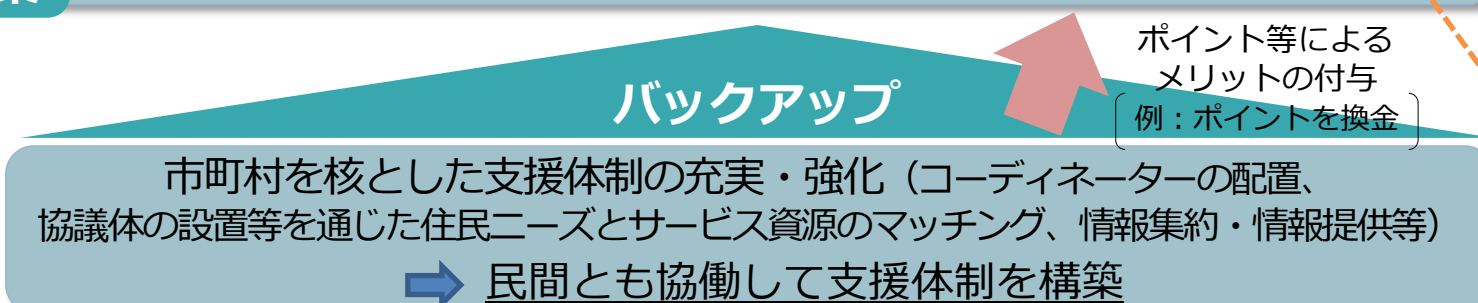 ポイント等による
メリットの付与
例：ポイントを換金
バックアップ
市町村を核とした支援体制の充実・強化（コーディネーターの配置、
協議体の設置等を通じた住民ニーズとサービス資源のマッチング、情報集約・情報提供等）
民間とも協働して支援体制を構築